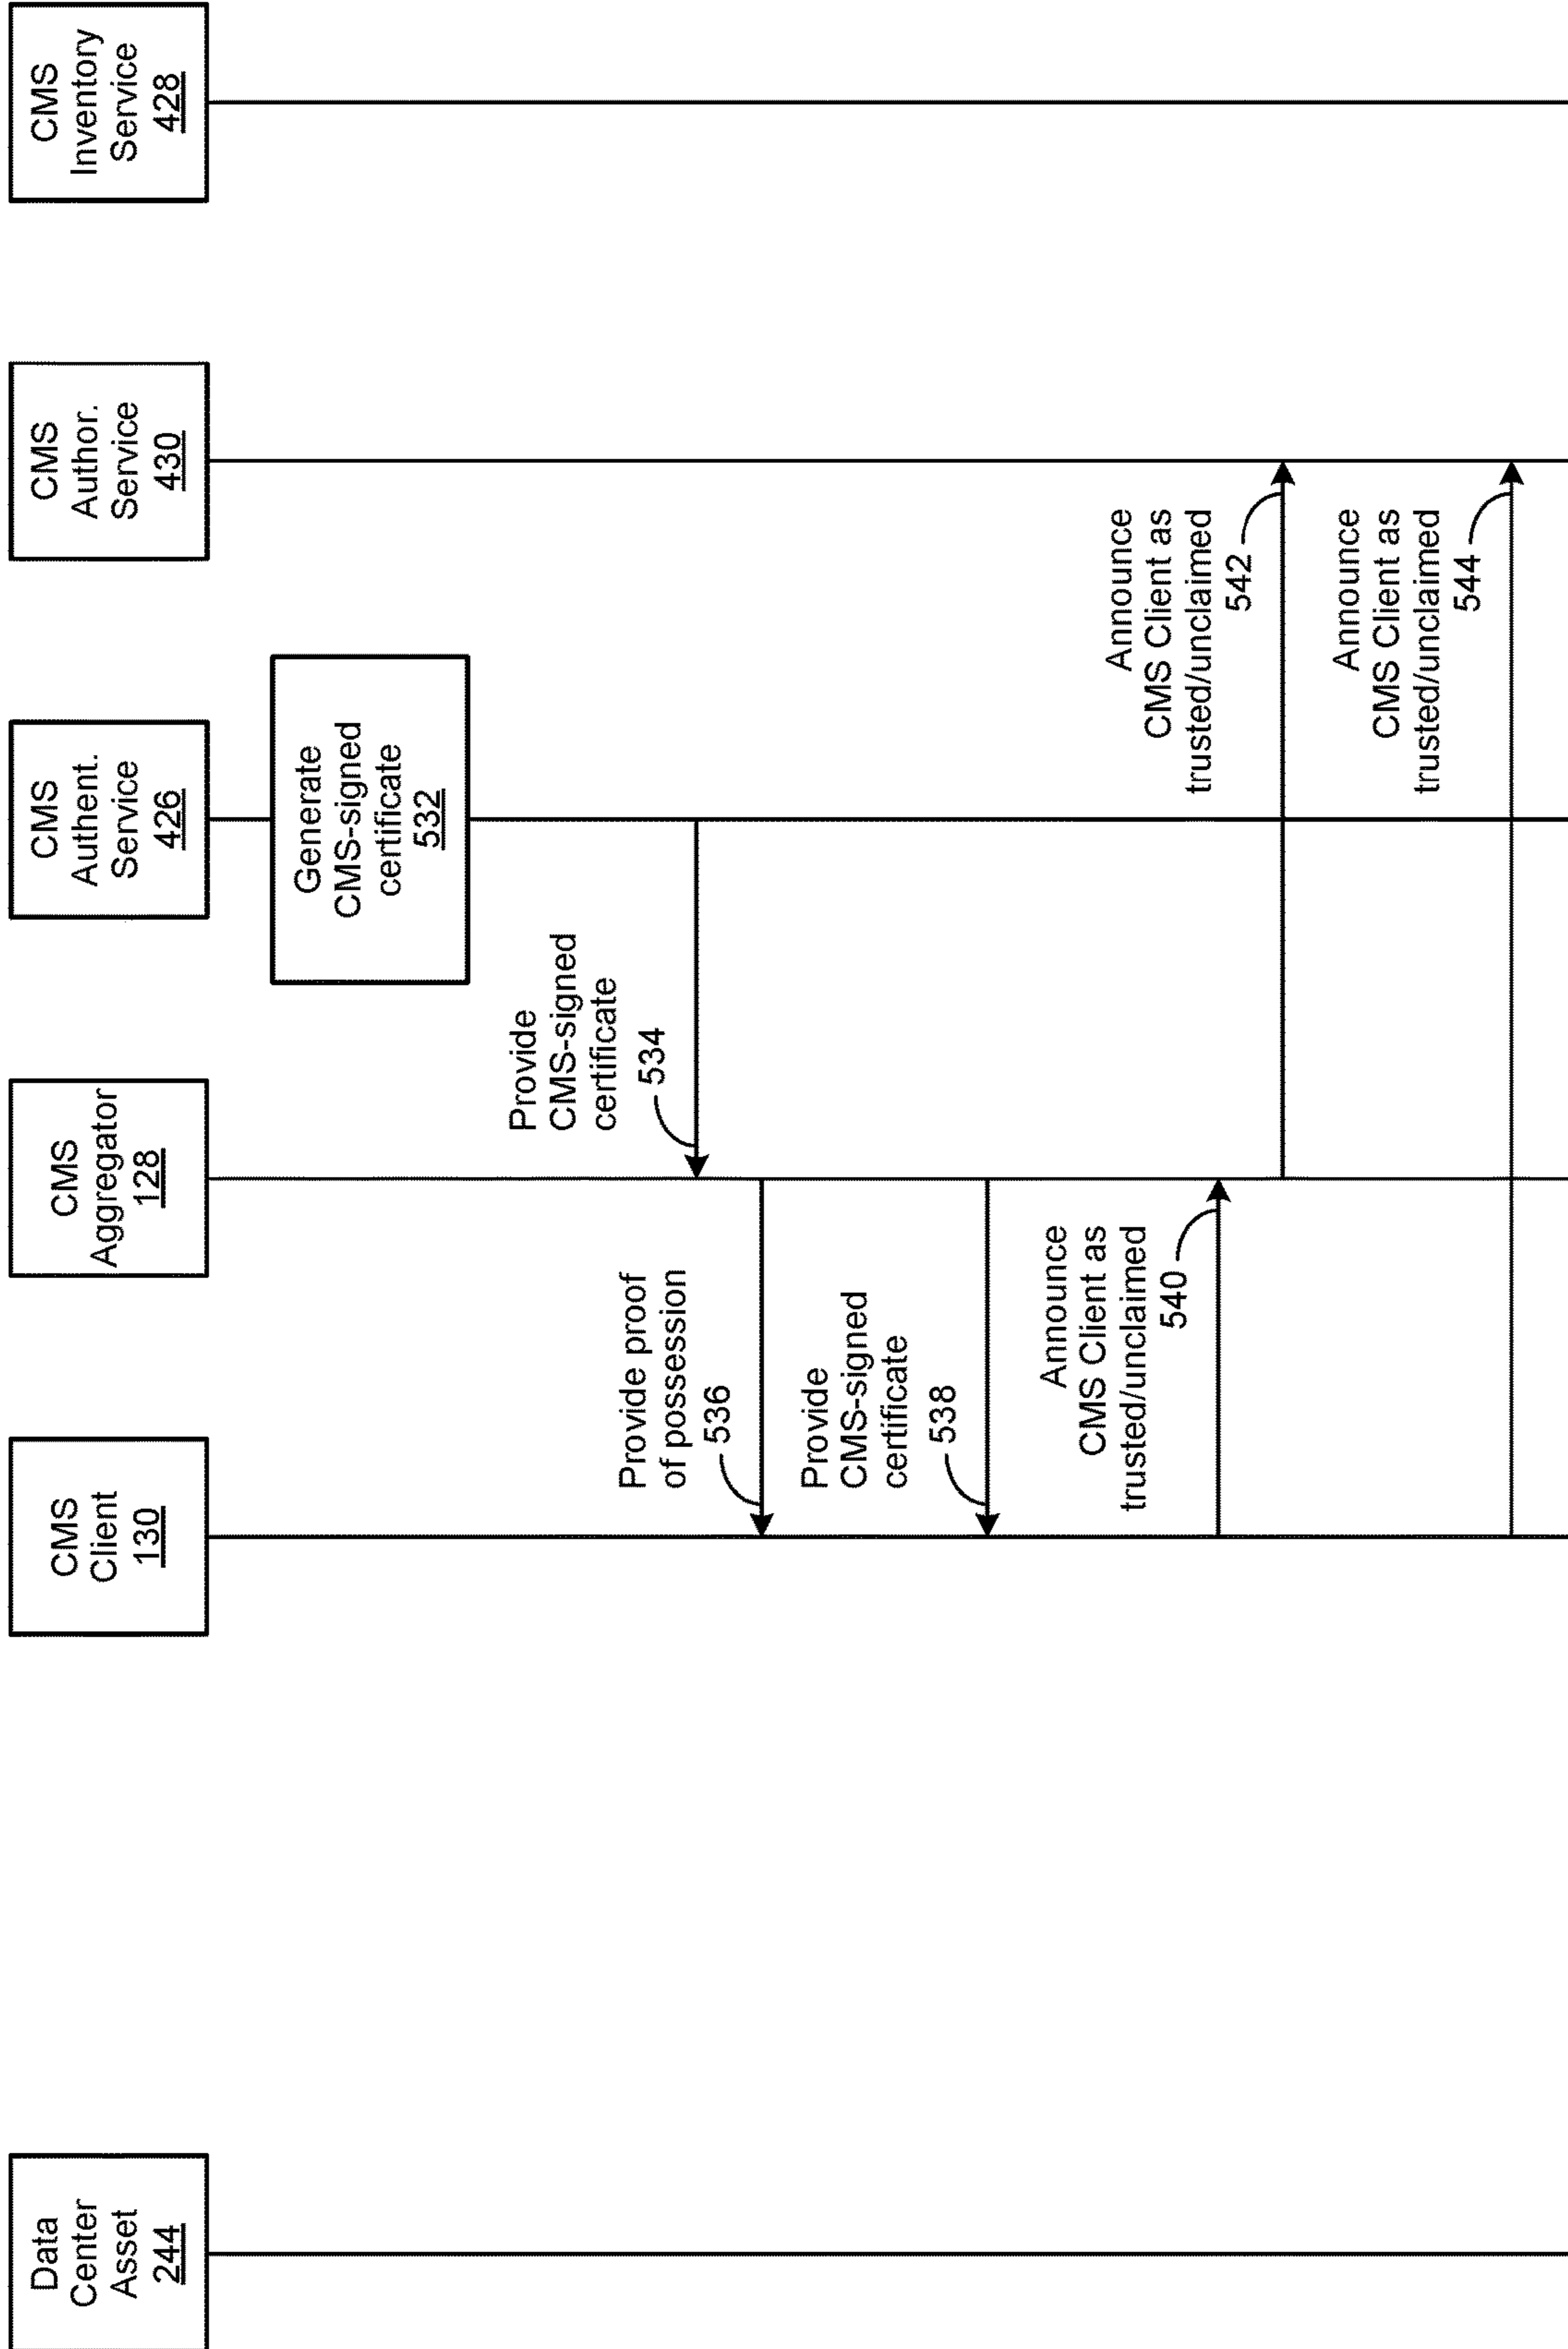 Data
Center
Asset
244
CMS
Client
130
CMS
Aggregator
128
CMS
Authent.
Service
426
CMS
Author.
Service
430
CMS
Inventory
Service
428
Generate
CMS-signed
certificate
532
Provide
CMS-signed
certificate
534
Provide proof
of possession
536
Provide
CMS-signed
certificate
538
Announce
CMS Client as
trusted/unclaimed
540
Announce
CMS Client as
trusted/unclaimed
542
Announce
CMS Client as
trusted/unclaimed
544